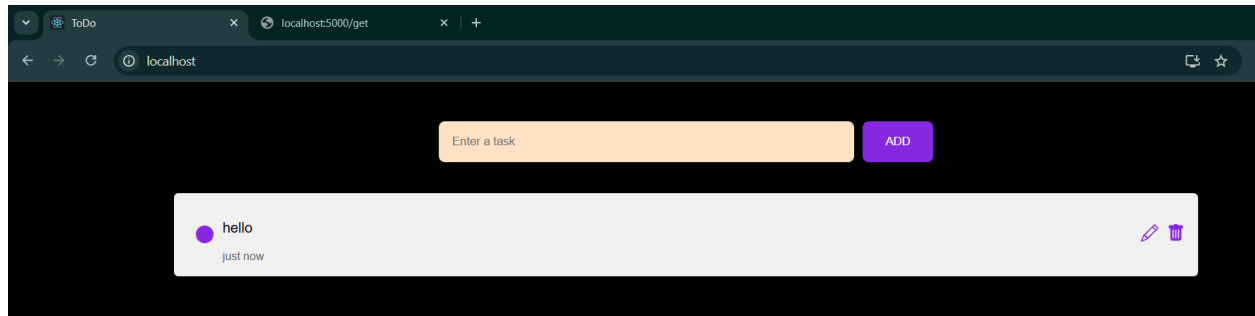 ToDo
localhost:5000/get
localhost
Enter a task
ADD
hello
just now